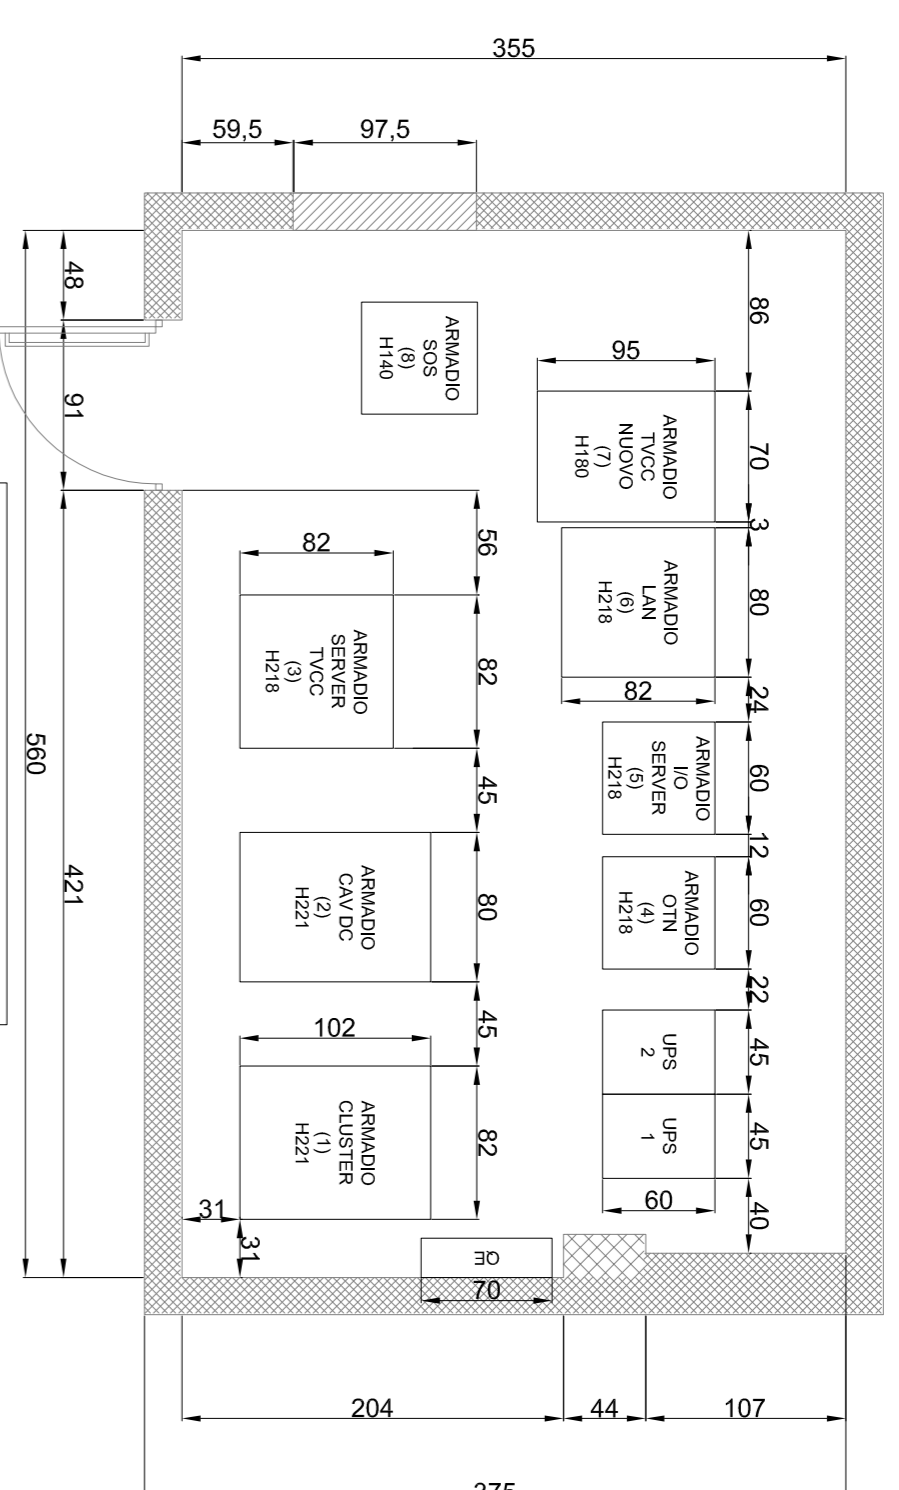 355
59,5
97,5
48
91
421
560
86
70
3
80
24
60
12
60
22
45
45
40
95
ARMADIO
SOS
(8)
H140
ARMADIO
TVCC
NUOVO
(7)
H180
56
82
ARMADIO
SERVER
TVCC
(3)
H218
82
ARMADIO
LAN
(6)
H218
82
45
ARMADIO
I/O
SERVER
(5)
H218
ARMADIO
CAV DC
(2)
H221
80
ARMADIO
OTN
(4)
H218
45
102
UPS
2
ARMADIO
CLUSTER
(1)
H221
82
UPS
1
60
31
31
QE
70
204
44
107
375